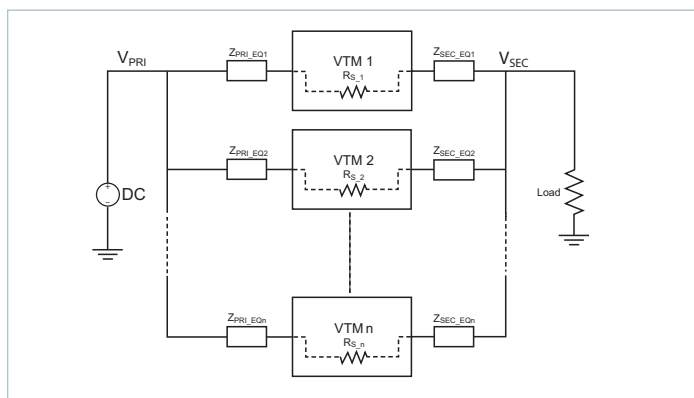 Z_PRI_EQ1 Z_SEC_EQ1
V_PRI VTM 1 V_SEC
R_S_1
Z_PRI_EQ2 VTM 2 Z_SEC_EQ2
R_S_2
+
DC Load
–
Z_PRI_EQn Z_SEC_EQn
VTM n
R_S_n